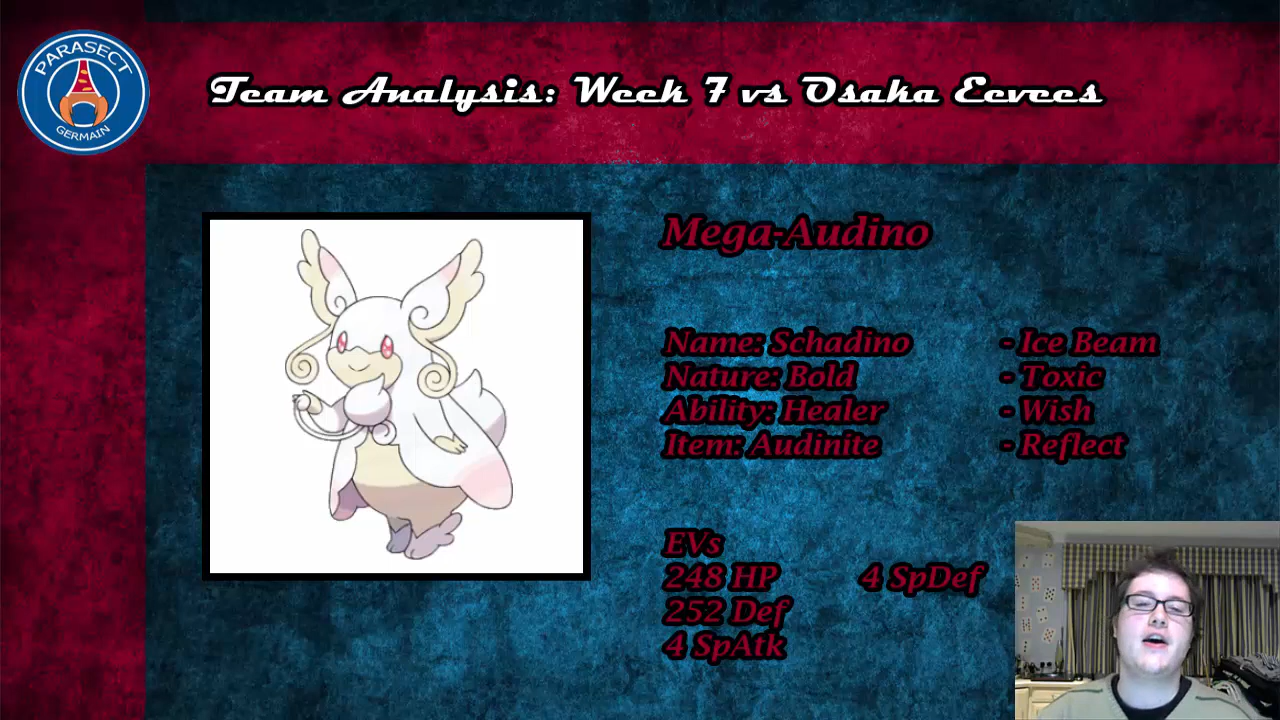 PARASECT
GERMAIN
Team Analysis: Week 7 vs Osaka Eevees
Mega-Audino
Name: Schadino
Nature: Bold
Ability: Healer
Item: Audinite
- Ice Beam
- Toxic
- Wish
- Reflect
EVs
248 HP
252 Def
4 SpAtk
4 SpDef